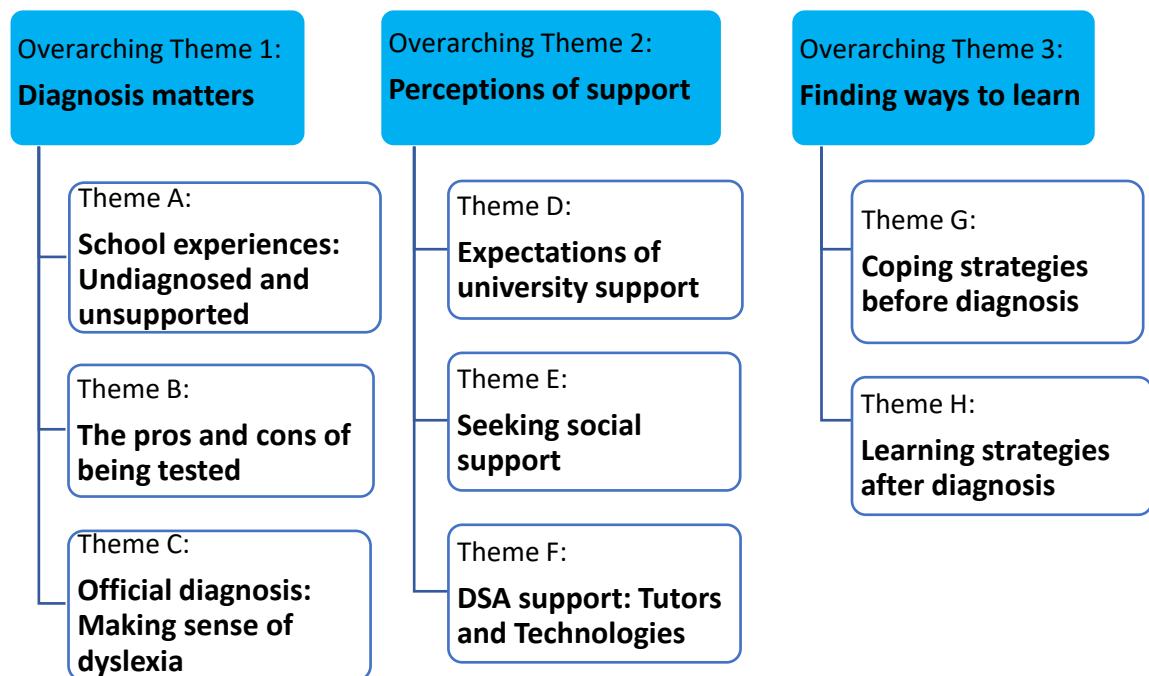 Overarching Theme 1:
Diagnosis matters
Theme A:
School experiences:
Undiagnosed and
unsupported
Theme B:
The pros and cons of
being tested
Theme C:
Official diagnosis:
Making sense of
dyslexia
Overarching Theme 2:
Perceptions of support
Theme D:
Expectations of
university support
Theme E:
Seeking social
support
Theme F:
DSA support: Tutors
and Technologies
Overarching Theme 3:
Finding ways to learn
Theme G:
Coping strategies
before diagnosis
Theme H:
Learning strategies
after diagnosis